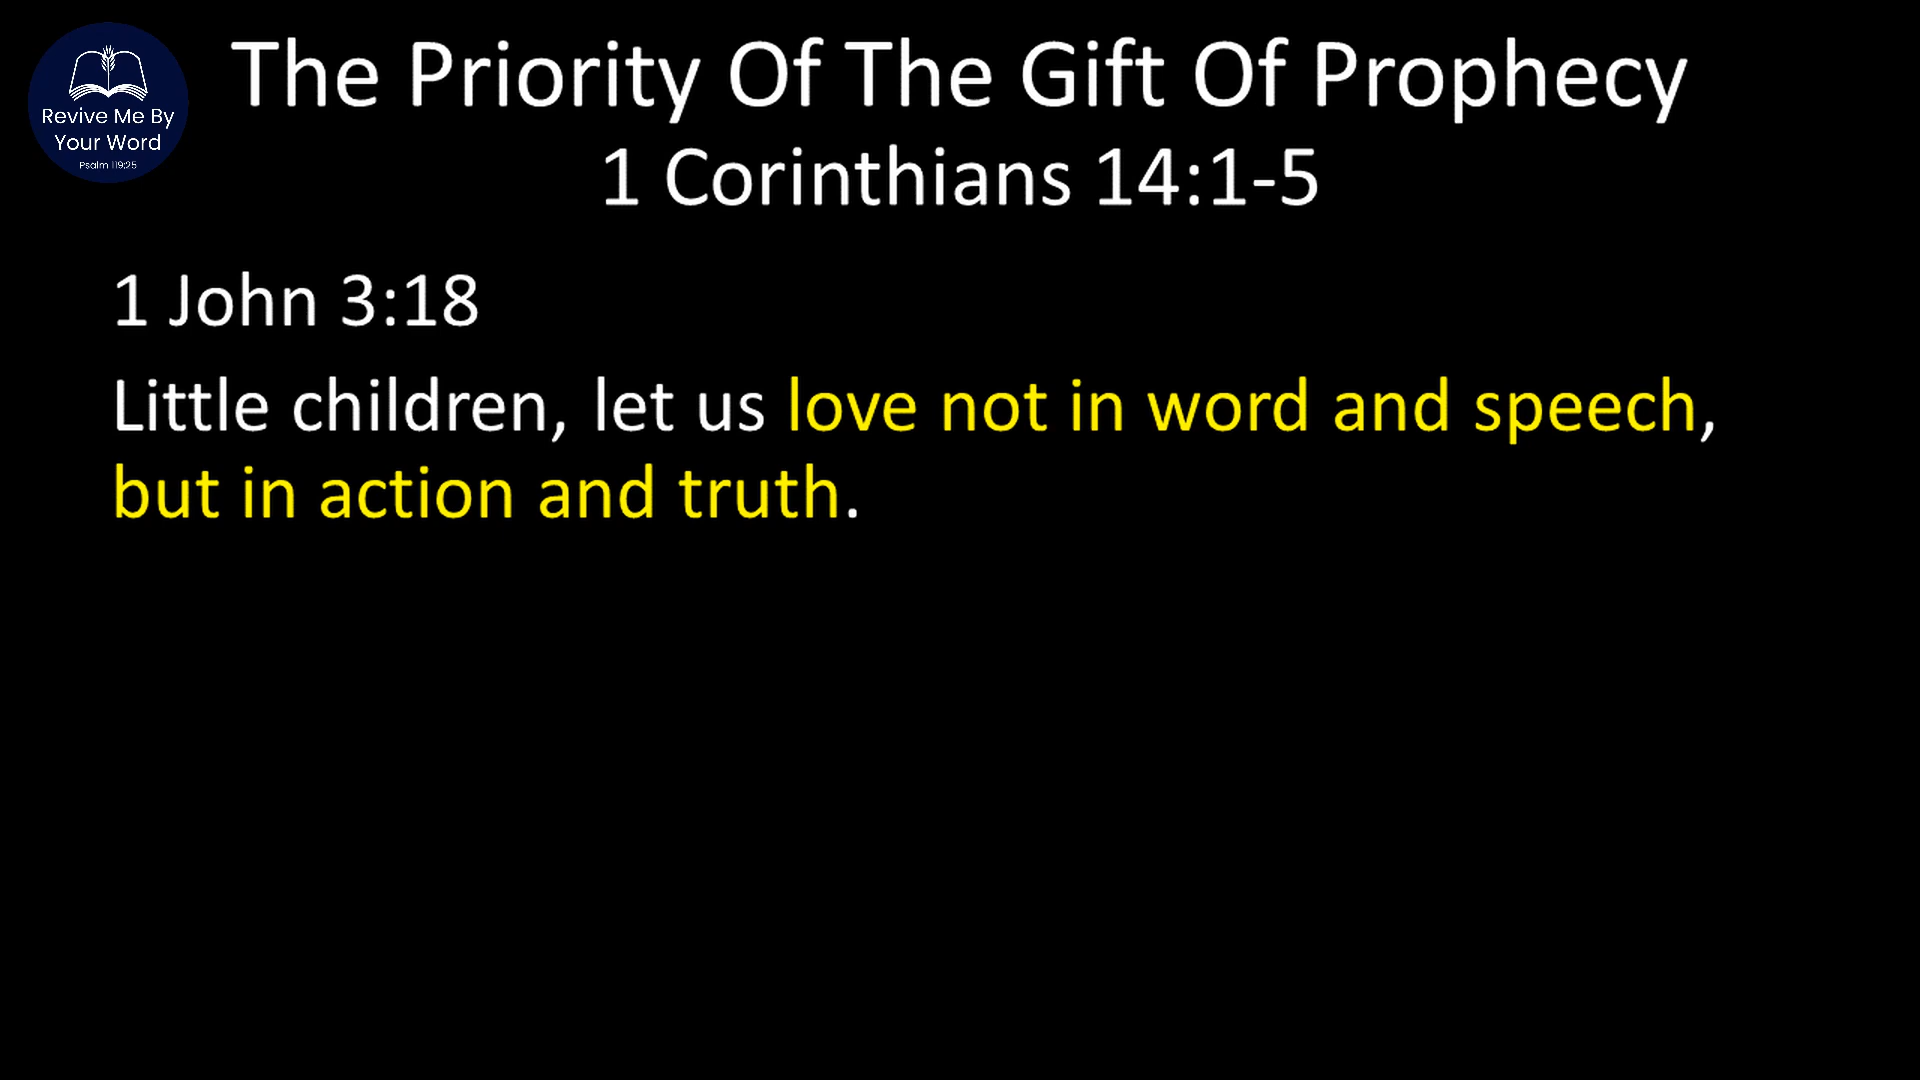 Revive Me By
Your Word
Psalm 119:25
The Priority Of The Gift Of Prophecy
1 Corinthians 14:1-5
1 John 3:18
Little children, let us love not in word and speech,
but in action and truth.